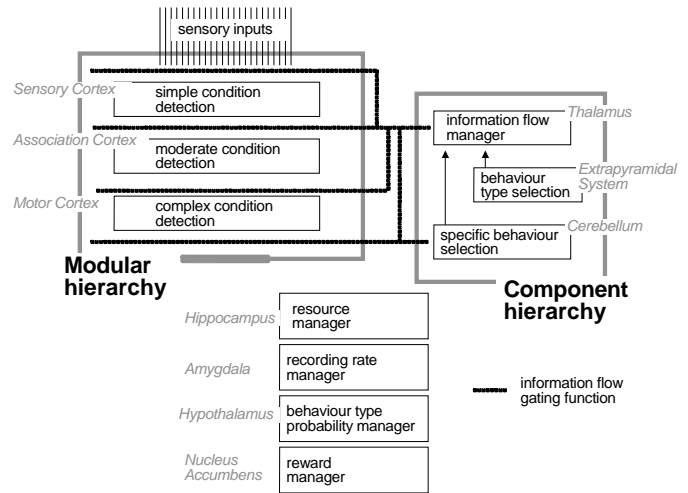 sensory inputs
Sensory Cortex
simple condition
detection
Association Cortex
moderate condition
detection
Motor Cortex
complex condition
detection
Modular
hierarchy
Thalamus
information flow
manager
Extrapyramidal
System
behaviour
type selection
Cerebellum
specific behaviour
selection
Component
hierarchy
Hippocampus
resource
manager
Amygdala
recording rate
manager
Hypothalamus
behaviour type
probability manager
Nucleus
Accumbens
reward
manager
information flow
gating function